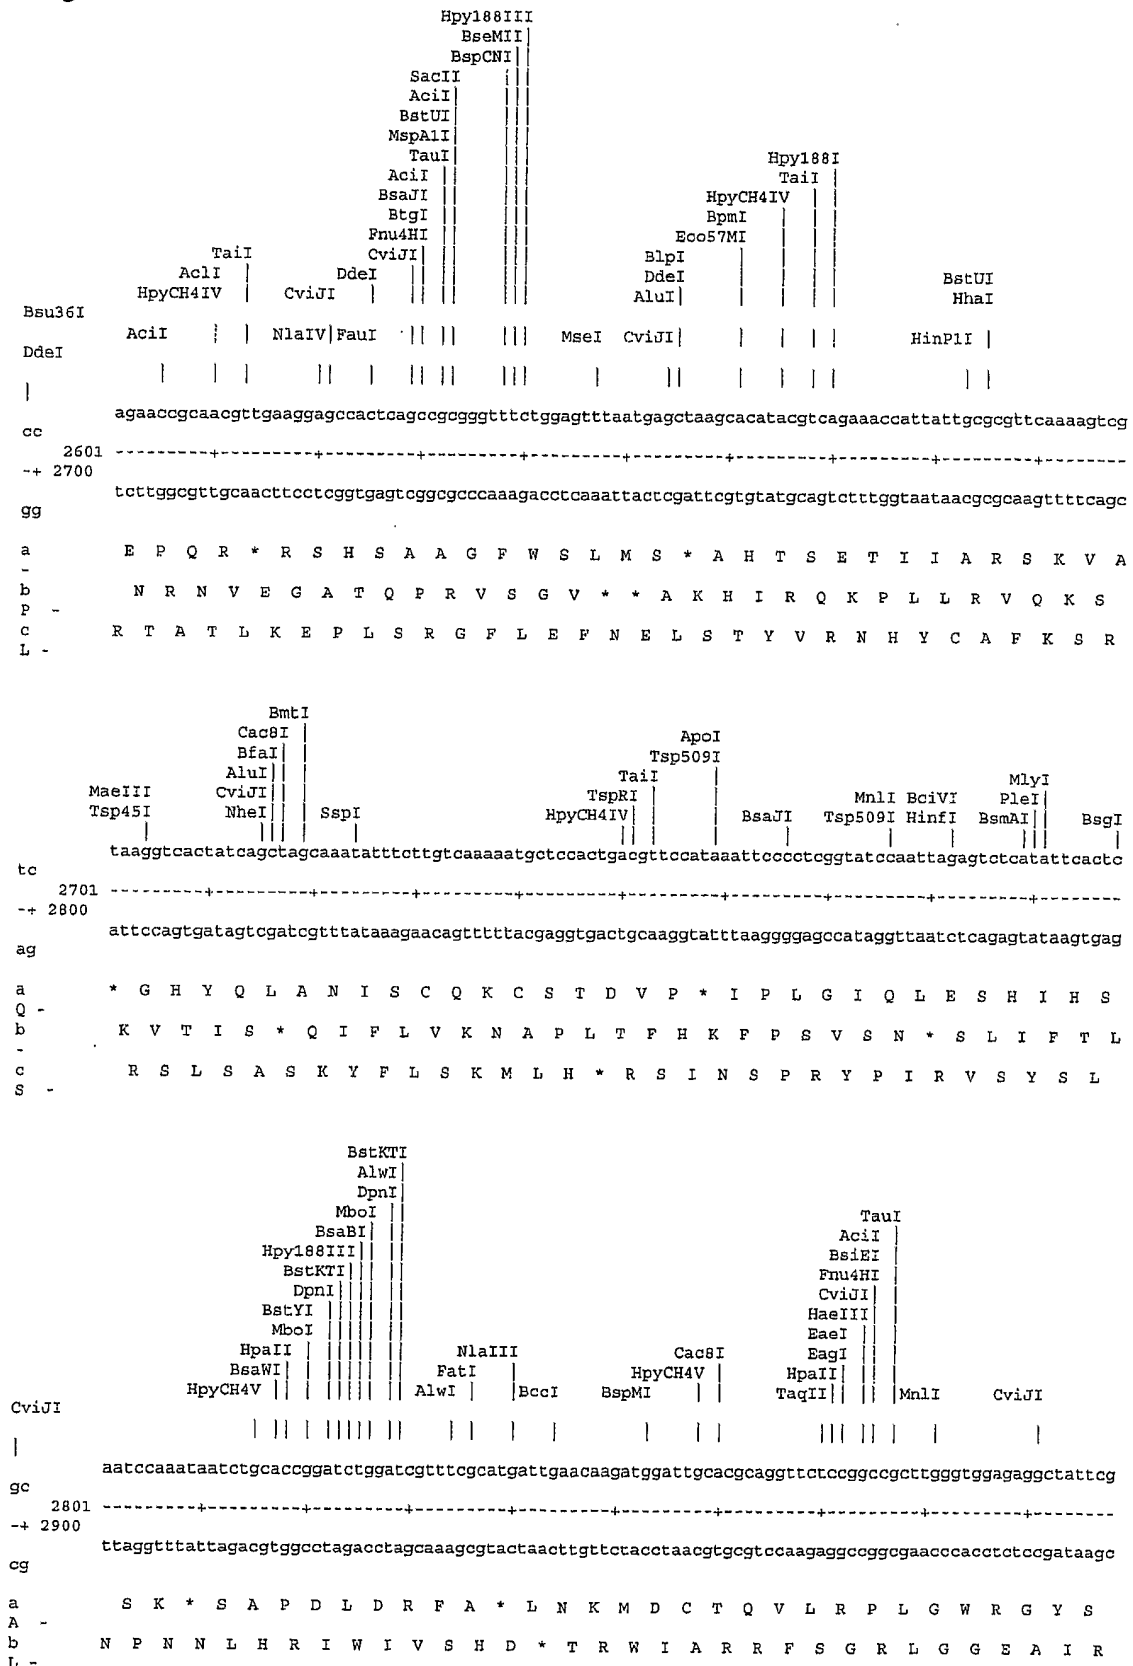 Hpy188III
BseMII
BspCNI
SacII
AciI
BstUI
MspA1I
TauI
AciI
BsaJI
BtgI
Fnu4HI
CviJI
Hpy188I
TaiI
HpyCH4IV
BpmI
Eco57MI
TaiI
AclI
HpyCH4IV
CviJI
DdeI
BlpI
DdeI
AluI
BstUI
HhaI
Bsu36I
AciI NlaIV FauI MseI CviJI HinP1I
DdeI
agaaccgcaacgttgaaggagccactcagccgcgggtttctggagtttaatgagctaagcacatacgtcagaaaccattattgcgcgttcaaaagtcg
cc
2601 ---------+---------+---------+---------+---------+---------+---------+---------+---------+--------
-+ 2700
tcttggcgttgcaacttcctcggtgagtcggcgcccaaagacctcaaattactcgattcgtgtatgcagtctttggtaataacgcgcaagttttcagc
gg
a E P Q R * R S H S A A G F W S L M S * A H T S E T I I A R S K V A
-
b N R N V E G A T Q P R V S G V * * A K H I R Q K P L L R V Q K S
P -
c R T A T L K E P L S R G F L E F N E L S T Y V R N H Y C A F K S R
L -
BmtI
Cac8I
BfaI
AluI
CviJI
NheI
MaeIII
Tsp45I
SspI
ApoI
Tsp509I
TaiI
TspRI
HpyCH4IV
BsaJI
MnlI BciVI
Tsp509I HinfI
MlyI
PleI
BsmAI
BsgI
taaggtcactatcagctagcaaatatttcttgtcaaaaatgctccactgacgttccataaattcccctcggtatccaattagagtctcatattcactc
tc
2701 ---------+---------+---------+---------+---------+---------+---------+---------+---------+--------
-+ 2800
attccagtgatagtcgatcgtttataaagaacagtttttacgaggtgactgcaaggtatttaaggggagccataggttaatctcagagtataagtgag
ag
a * G H Y Q L A N I S C Q K C S T D V P * I P L G I Q L E S H I H S
Q -
b K V T I S * Q I F L V K N A P L T F H K F P S V S N * S L I F T L
-
c R S L S A S K Y F L S K M L H * R S I N S P R Y P I R V S Y S L
S -
BstKTI
AlwI
DpnI
MboI
BsaBI
Hpy188III
BstKTI
DpnI
BstYI
MboI
HpaII
BsaWI
HpyCH4V
TauI
AciI
BsiEI
Fnu4HI
CviJI
HaeIII
EaeI
EagI
HpaII
TaqII
NlaIII
FatI
AlwI
BccI
Cac8I
HpyCH4V
BspMI
MnlI
CviJI
CviJI
aatccaaataatctgcaccggatctggatcgtttcgcatgattgaacaagatggattgcacgcaggttctccggccgcttgggtggagaggctattcg
gc
2801 ---------+---------+---------+---------+---------+---------+---------+---------+---------+--------
-+ 2900
ttaggtttattagacgtggcctagacctagcaaagcgtactaacttgttctacctaacgtgcgtccaagaggccggcgaacccacctctccgataagc
cg
a S K * S A P D L D R F A * L N K M D C T Q V L R P L G W R G Y S
A -
b N P N N L H R I W I V S H D * T R W I A R R F S G R L G G E A I R
L -